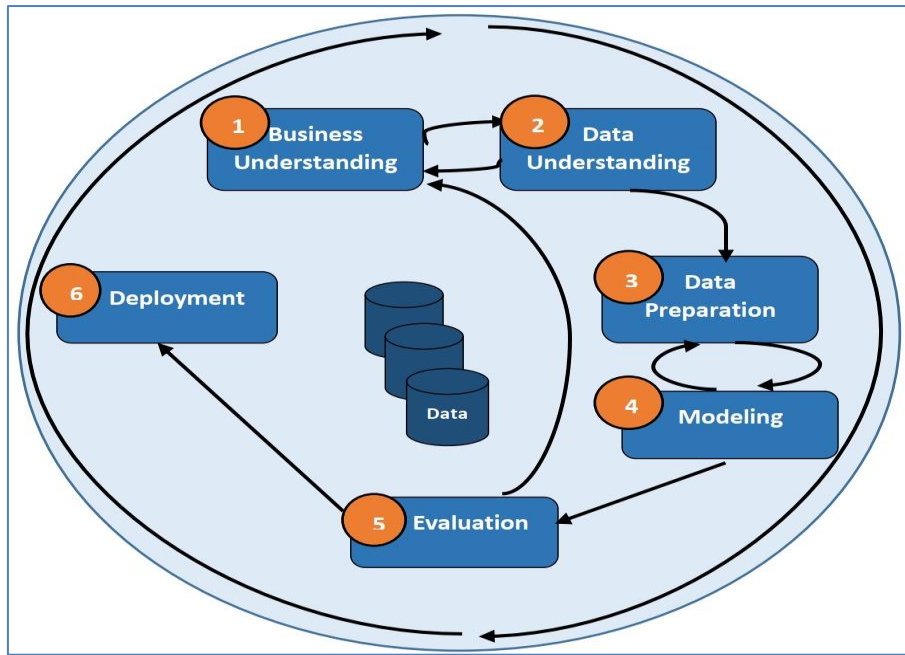 1
Business
Understanding
2
Data
Understanding
3
Data
Preparation
4
Modeling
5
Evaluation
6
Deployment
Data